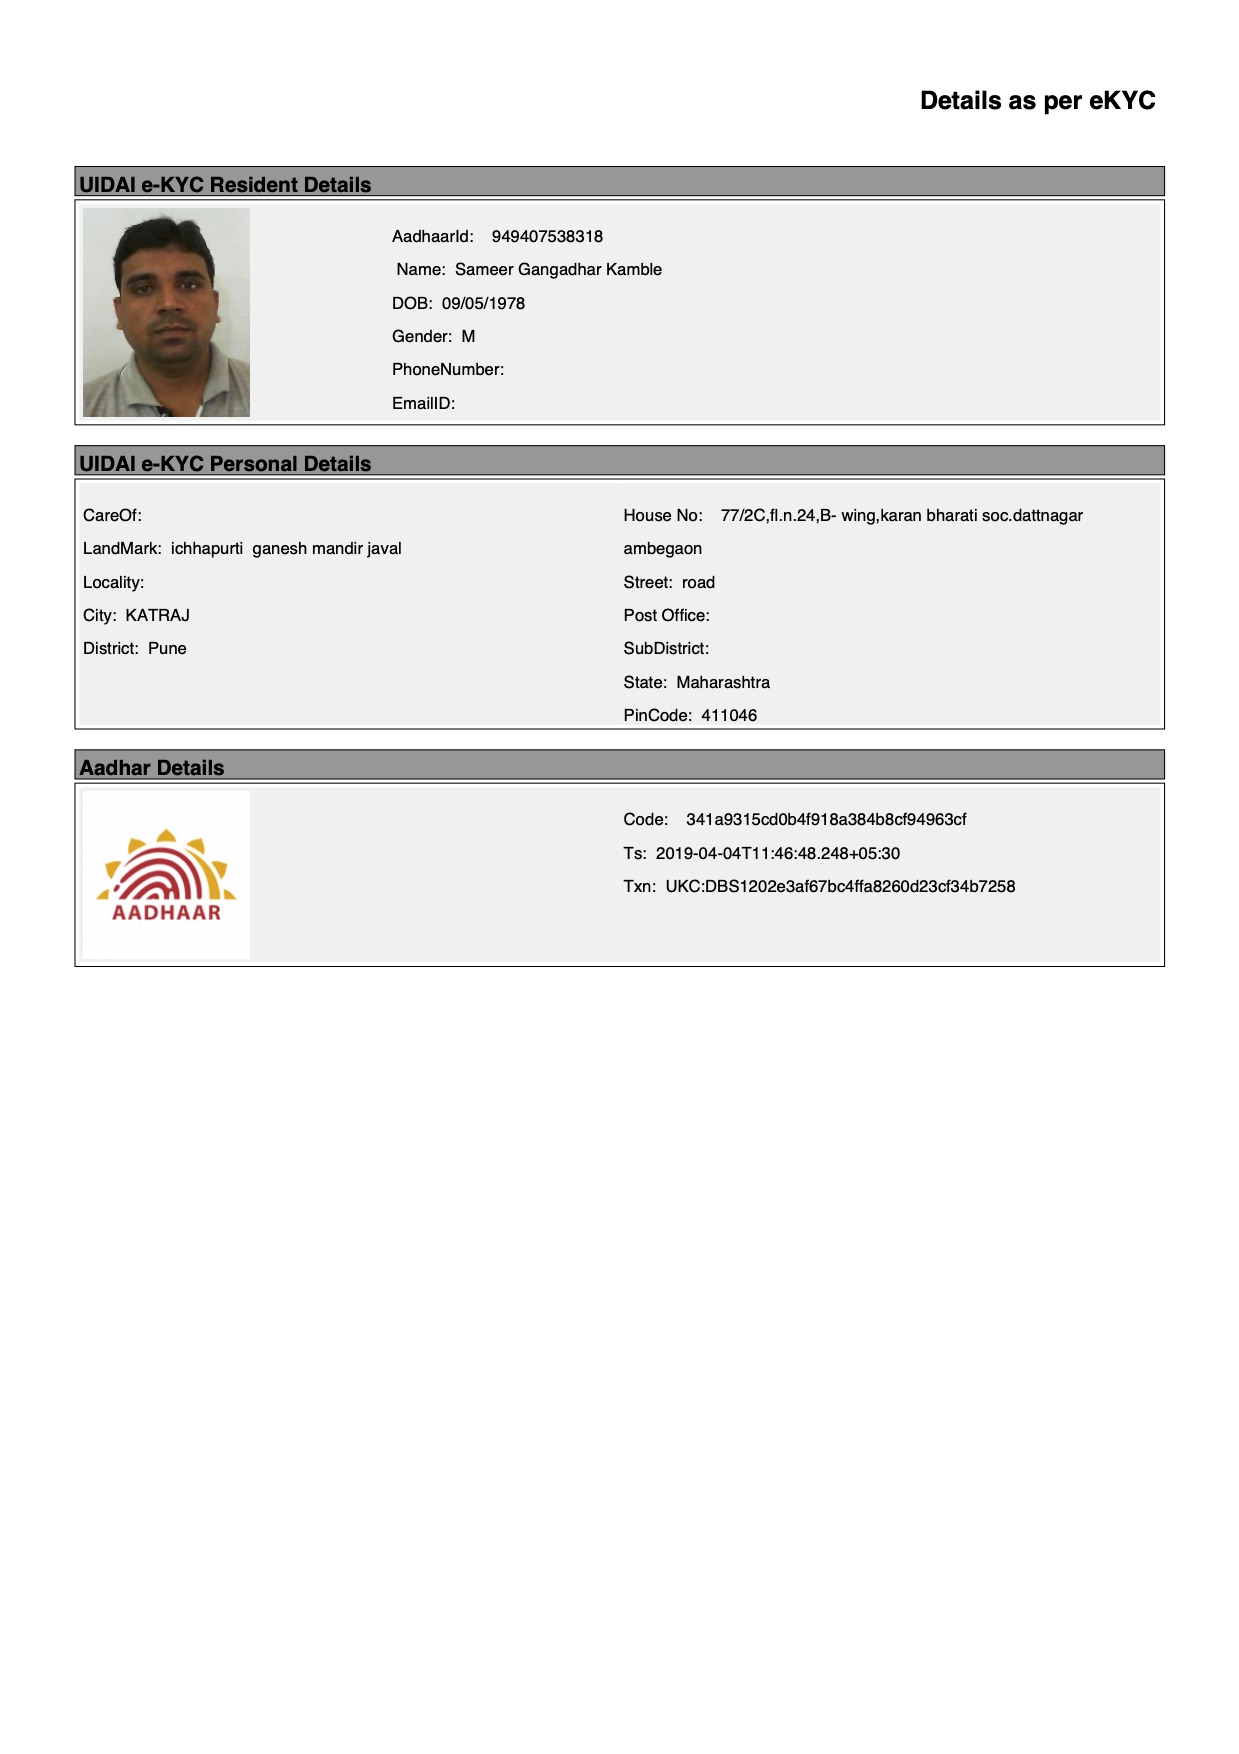 Details as per eKYC
UIDAI e-KYC Resident Details
AadhaarId: 949407538318
Name: Sameer Gangadhar Kamble
DOB: 09/05/1978
Gender: M
PhoneNumber:
EmailID:
UIDAI e-KYC Personal Details
CareOf:
LandMark: ichhapurti ganesh mandir javal
Locality:
City: KATRAJ
District: Pune
House No: 77/2C,fl.n.24,B- wing,karan bharati soc.dattnagar
ambegaon
Street: road
Post Office:
SubDistrict:
State: Maharashtra
PinCode: 411046
Aadhar Details
AADHAAR
Code: 341a9315cd0b4f918a384b8cf94963cf
Ts: 2019-04-04T11:46:48.248+05:30
Txn: UKC:DBS1202e3af67bc4ffa8260d23cf34b7258